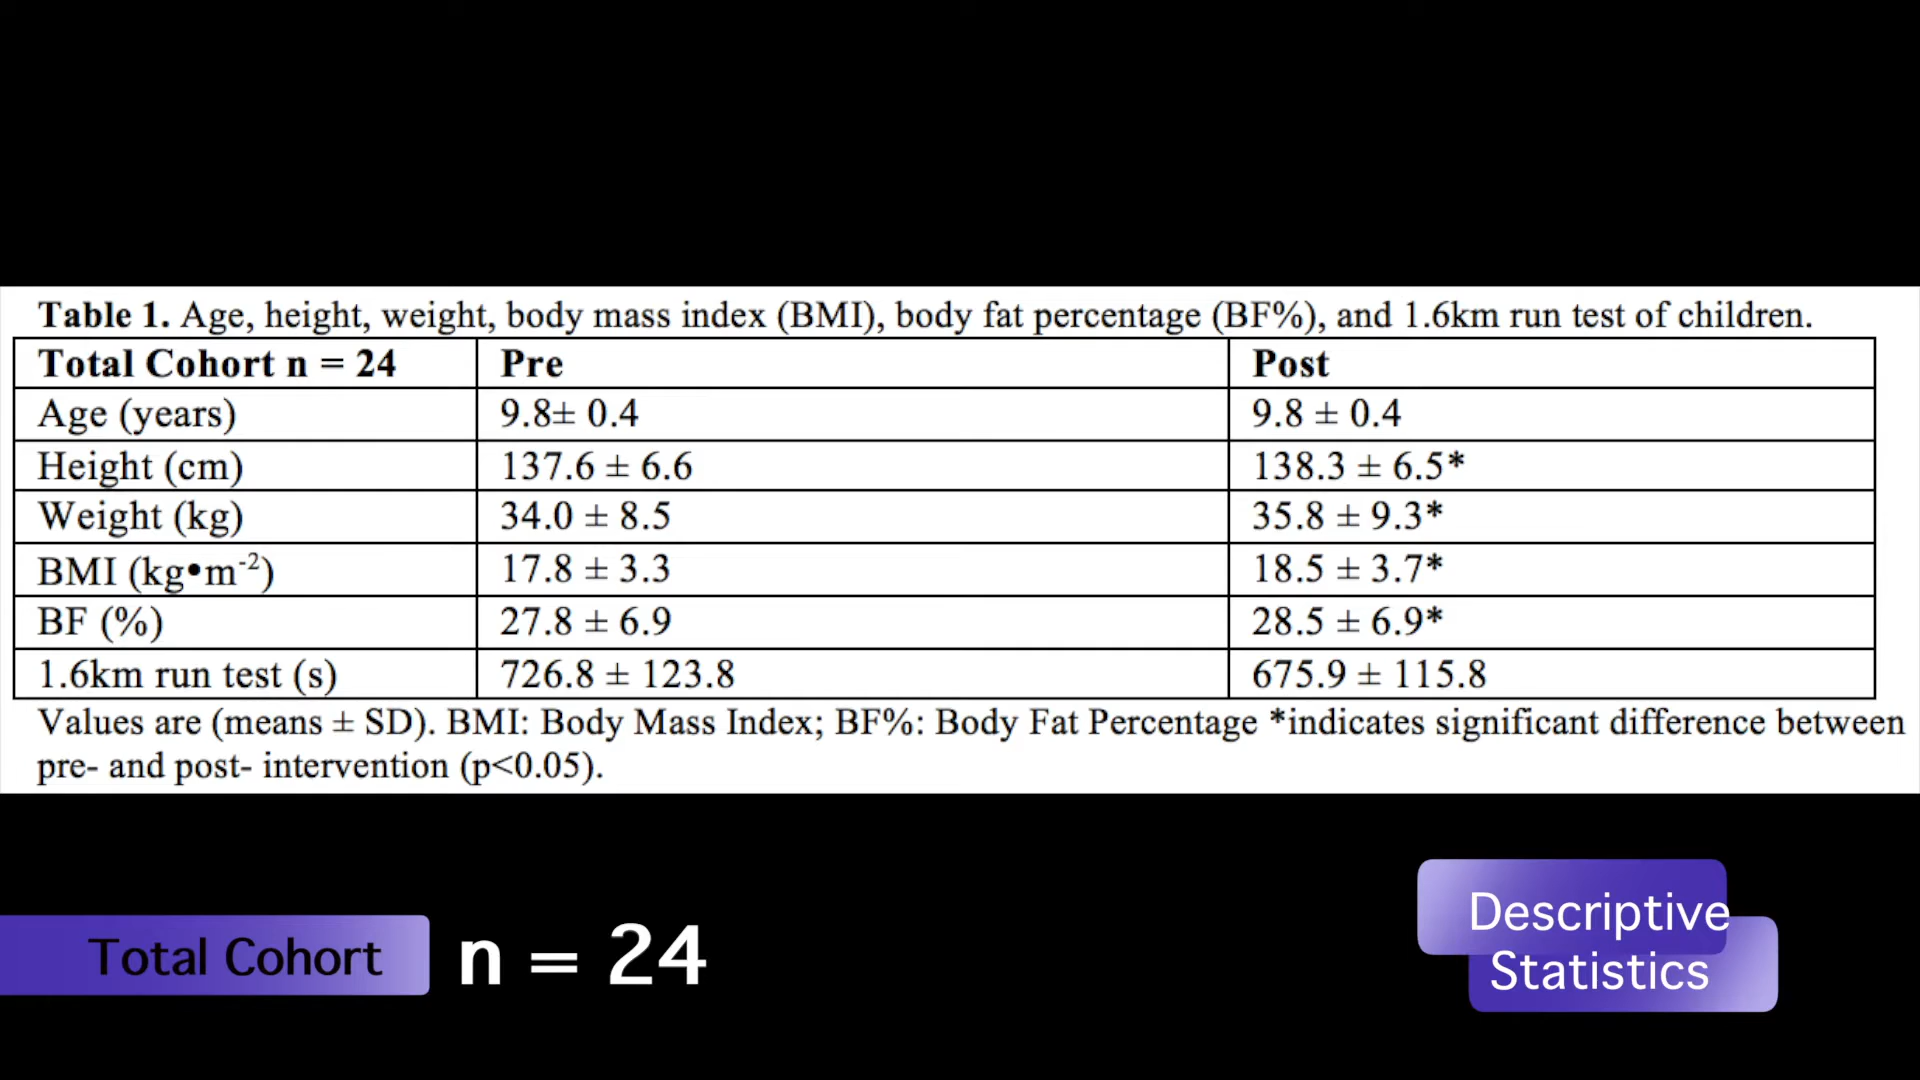 Table 1. Age, height, weight, body mass index (BMI), body fat percentage (BF%), and 1.6km run test of children.
Total Cohort n = 24 Pre Post
Age (years) 9.8± 0.4 9.8 ± 0.4
Height (cm) 137.6 ± 6.6 138.3 ± 6.5*
Weight (kg) 34.0 ± 8.5 35.8 ± 9.3*
BMI (kg•m⁻²) 17.8 ± 3.3 18.5 ± 3.7*
BF (%) 27.8 ± 6.9 28.5 ± 6.9*
1.6km run test (s) 726.8 ± 123.8 675.9 ± 115.8
Values are (means ± SD). BMI: Body Mass Index; BF%: Body Fat Percentage *indicates significant difference between
pre- and post- intervention (p<0.05).
Total Cohort n = 24
Descriptive
Statistics